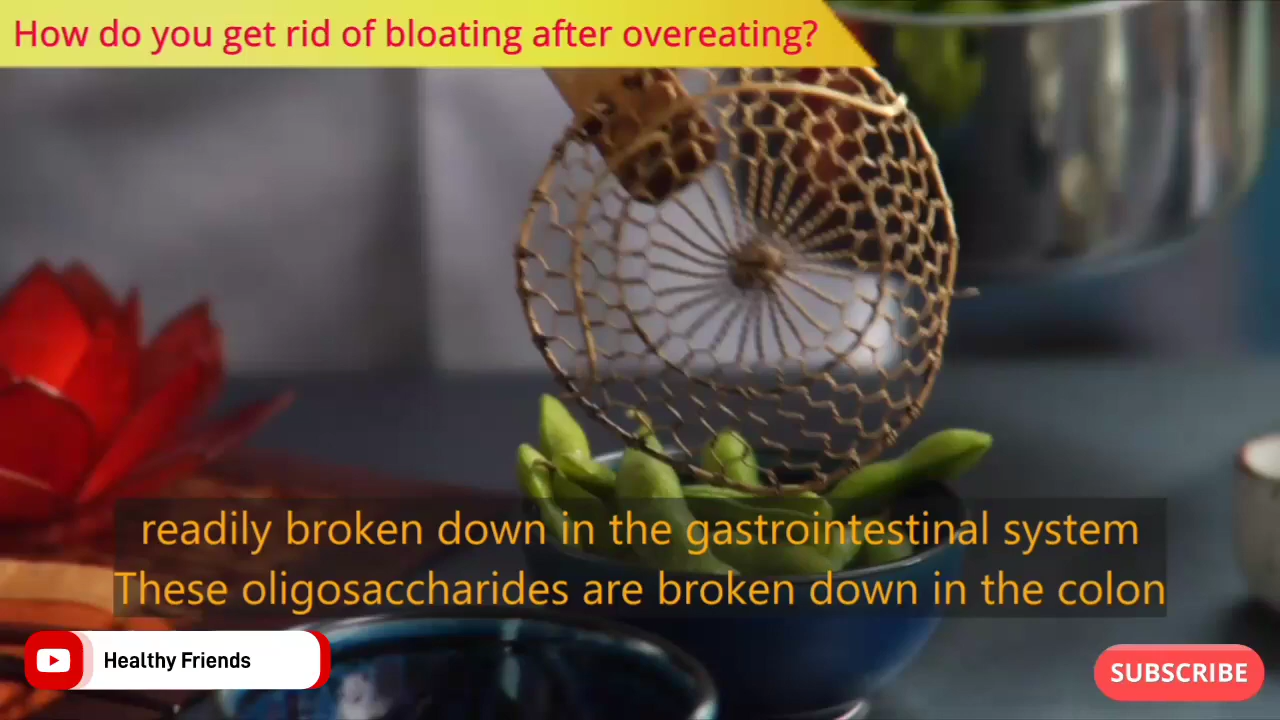 How do you get rid of bloating after overeating?
readily broken down in the gastrointestinal system
These oligosaccharides are broken down in the colon
Healthy Friends
SUBSCRIBE